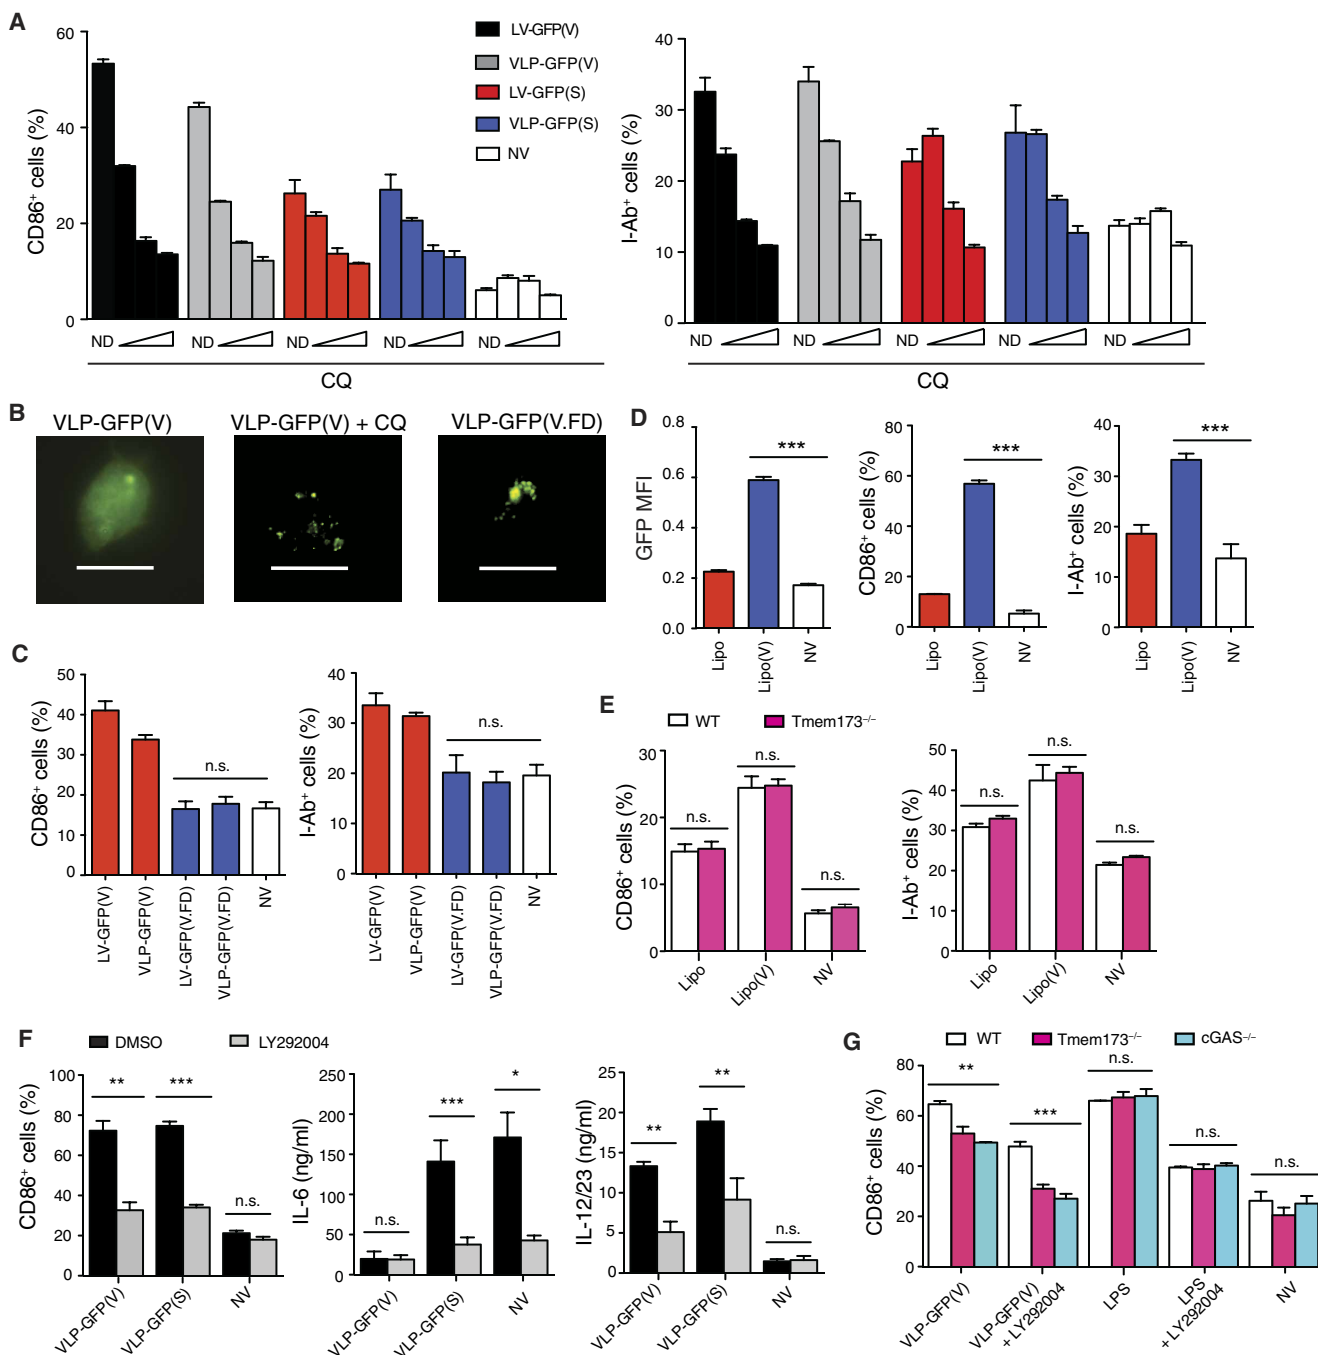 A
CD86+ cells (%)
60
40
20
0
ND
ND
ND
ND
ND
CQ
LV-GFP(V)
VLP-GFP(V)
LV-GFP(S)
VLP-GFP(S)
NV
I-Ab+ cells (%)
40
30
20
10
0
ND
ND
ND
ND
ND
CQ
B
VLP-GFP(V)
VLP-GFP(V) + CQ
VLP-GFP(V.FD)
C
CD86+ cells (%)
50
40
30
20
10
0
n.s.
LV-GFP(V)
VLP-GFP(V)
LV-GFP(V.FD)
VLP-GFP(V.FD)
NV
I-Ab+ cells (%)
40
30
20
10
0
n.s.
LV-GFP(V)
VLP-GFP(V)
LV-GFP(V.FD)
VLP-GFP(V.FD)
NV
D
GFP MFI
0.8
0.6
0.4
0.2
0.0
***
Lipo
Lipo(V)
NV
CD86+ cells (%)
80
60
40
20
0
***
Lipo
Lipo(V)
NV
I-Ab+ cells (%)
40
30
20
10
0
***
Lipo
Lipo(V)
NV
E
WT
Tmem173−/−
CD86+ cells (%)
30
20
10
0
n.s.
n.s.
n.s.
Lipo
Lipo(V)
NV
I-Ab+ cells (%)
50
40
30
20
10
0
n.s.
n.s.
n.s.
Lipo
Lipo(V)
NV
F
DMSO
LY292004
CD86+ cells (%)
100
80
60
40
20
0
**
***
n.s.
VLP-GFP(V)
VLP-GFP(S)
NV
IL-6 (ng/ml)
250
200
150
100
50
0
n.s.
***
*
VLP-GFP(V)
VLP-GFP(S)
NV
IL-12/23 (ng/ml)
25
20
15
10
5
0
**
**
n.s.
VLP-GFP(V)
VLP-GFP(S)
NV
G
WT
Tmem173−/−
cGAS−/−
CD86+ cells (%)
80
60
40
20
0
**
***
n.s.
n.s.
n.s.
VLP-GFP(V)
VLP-GFP(V)
+ LY292004
LPS
LPS
+ LY292004
NV